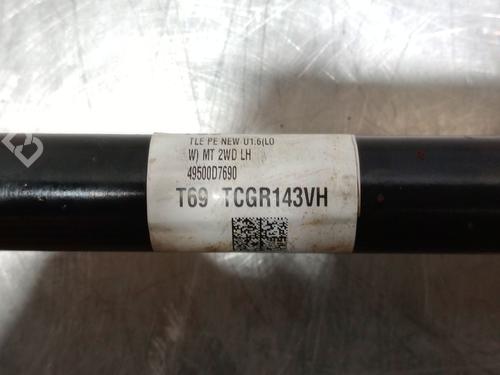 TLE PE NEW U1.6(LO
W) MT 2WD LH
49500D7690
T69 TCGR143VH